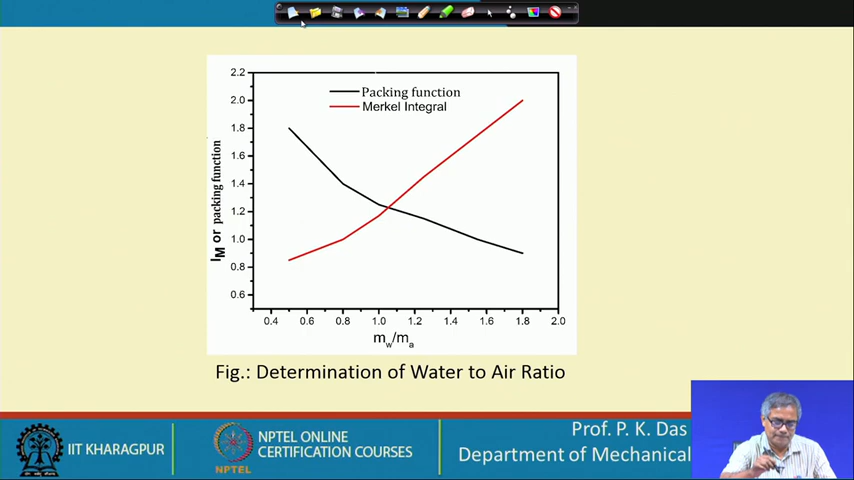 2.2
2.0
1.8
1.6
1.4
1.2
1.0
0.8
0.6
I_M or packing function
Packing function
Merkel Integral
0.4 0.6 0.8 1.0 1.2 1.4 1.6 1.8 2.0
m_w/m_a
Fig.: Determination of Water to Air Ratio
IIT KHARAGPUR
NPTEL
NPTEL ONLINE
CERTIFICATION COURSES
Prof. P. K. Das
Department of Mechanical